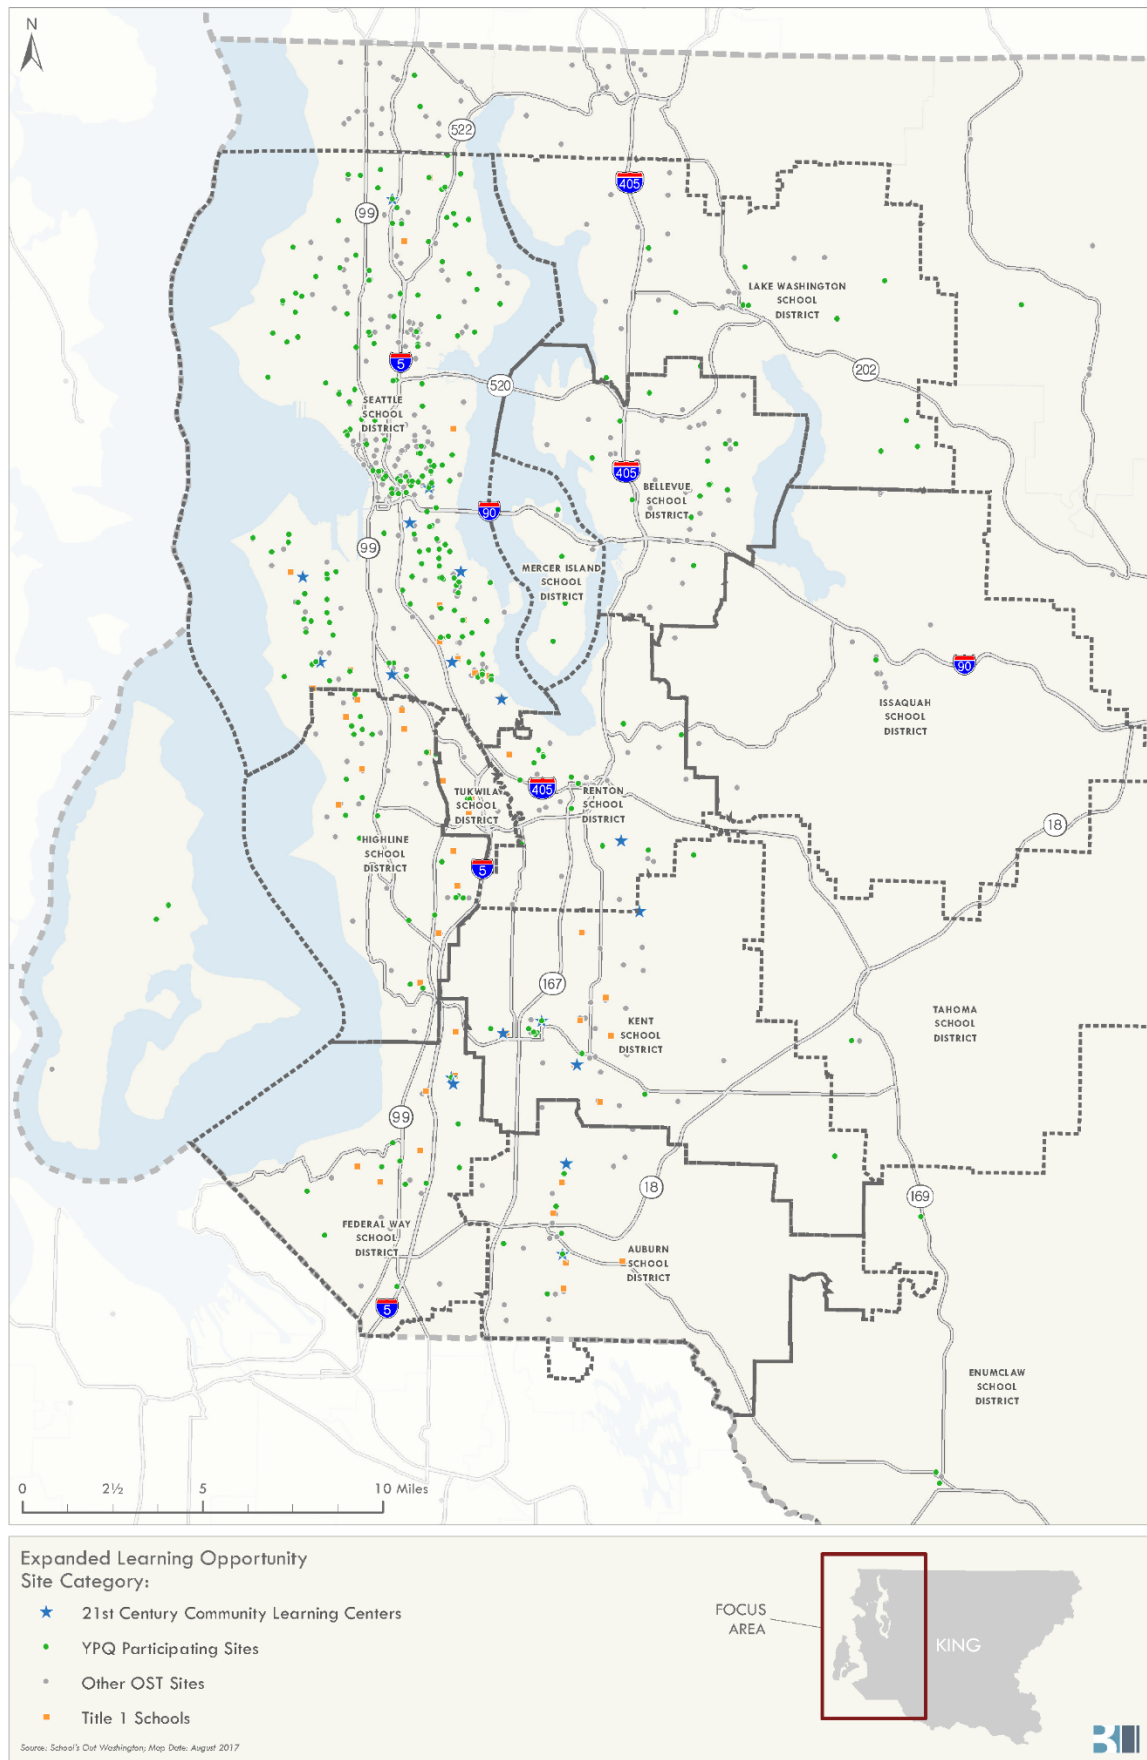 N
522
405
99
LAKE WASHINGTON
SCHOOL
DISTRICT
5
202
520
SEATTLE
SCHOOL
DISTRICT
405
BELLEVUE
SCHOOL
DISTRICT
90
99
MERCER ISLAND
SCHOOL
DISTRICT
90
ISSAQUAH
SCHOOL
DISTRICT
405
TUKWILA
SCHOOL
DISTRICT
RENTON
SCHOOL
DISTRICT
18
HIGHLINE
SCHOOL
DISTRICT
5
167
KENT
SCHOOL
DISTRICT
TAHOMA
SCHOOL
DISTRICT
99
18
169
FEDERAL WAY
SCHOOL
DISTRICT
AUBURN
SCHOOL
DISTRICT
5
ENUMCLAW
SCHOOL
DISTRICT
0 2½ 5 10 Miles
Expanded Learning Opportunity
Site Category:
21st Century Community Learning Centers
YPQ Participating Sites
Other OST Sites
Title 1 Schools
FOCUS
AREA
KING
Source: School's Out Washington; Map Date: August 2017